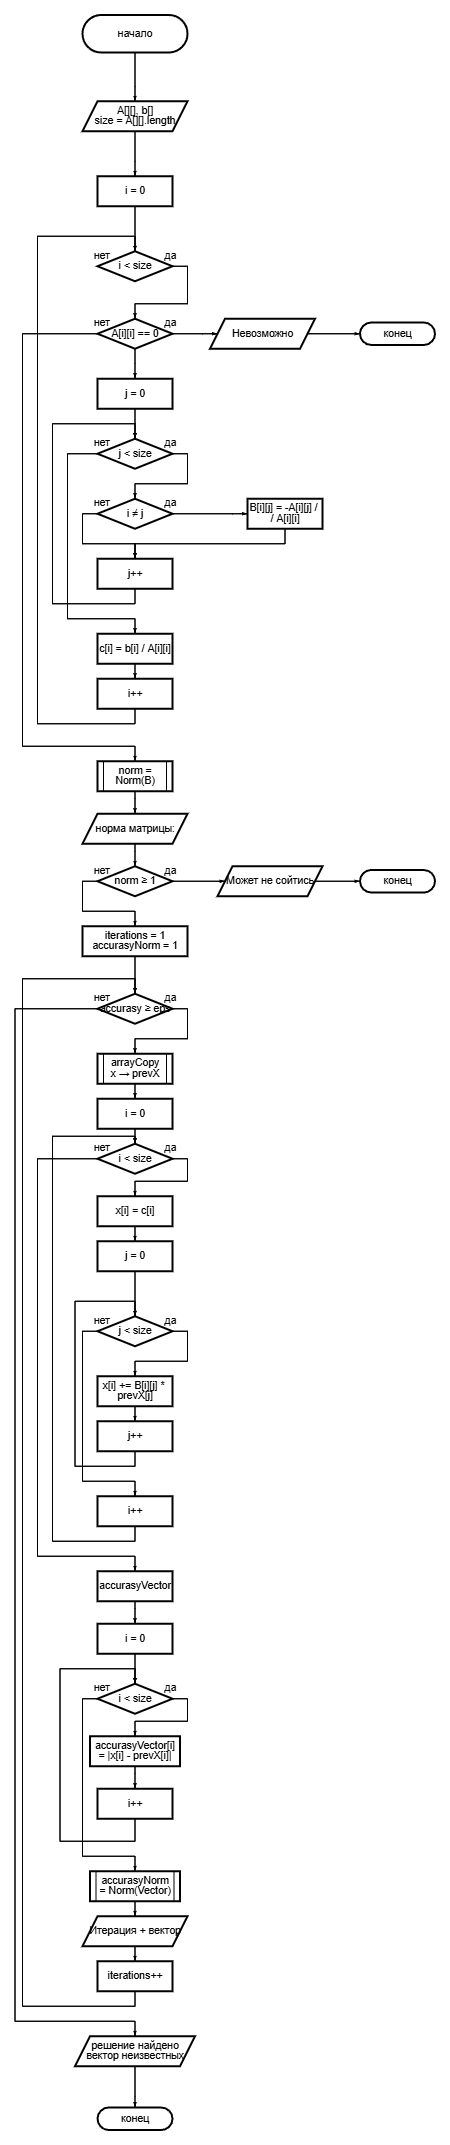 начало
A[][], b[]
size = A[][].length
i = 0
нет
да
i < size
нет
да
A[i][i] == 0
Невозможно
конец
j = 0
нет
да
j < size
нет
да
i ≠ j
B[i][j] = -A[i][j] /
/ A[i][i]
j++
c[i] = b[i] / A[i][i]
i++
norm =
Norm(B)
норма матрицы:
нет
да
norm ≥ 1
Может не сойтись
конец
iterations = 1
accurasyNorm = 1
нет
да
accurasy ≥ eps
arrayCopy
x → prevX
i = 0
нет
да
i < size
x[i] = c[i]
j = 0
нет
да
j < size
x[i] += B[i][j] *
prevX[j]
j++
i++
accurasyVector
i = 0
нет
да
i < size
accurasyVector[i]
= |x[i] - prevX[i]|
i++
accurasyNorm
= Norm(Vector)
Итерация + вектор
iterations++
решение найдено
вектор неизвестных
конец